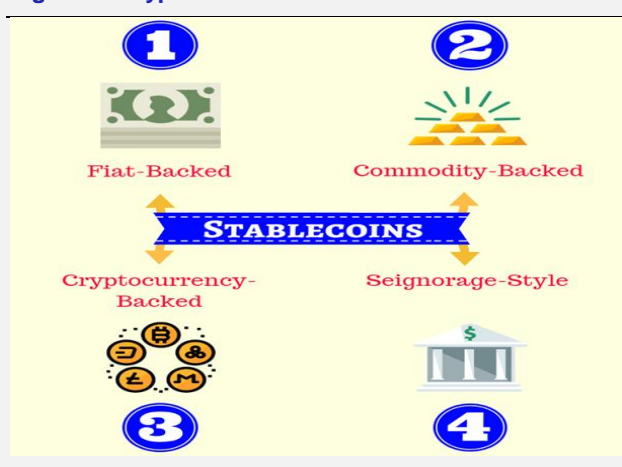 1
2
Fiat-Backed
Commodity-Backed
STABLECOINS
Cryptocurrency-
Backed
Seignorage-Style
$
3
4